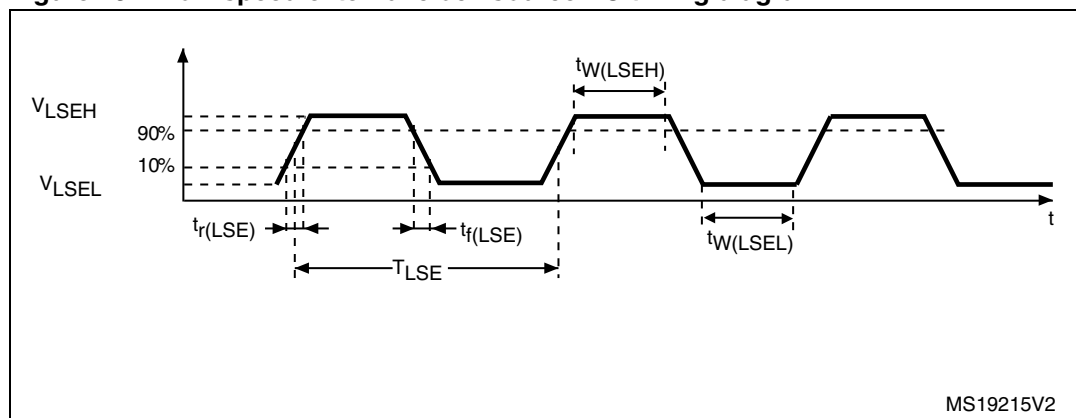 tW(LSEH)
VLSEH
90%
10%
VLSEL
tr(LSE)
tf(LSE)
tW(LSEL)
t
TLSE
MS19215V2